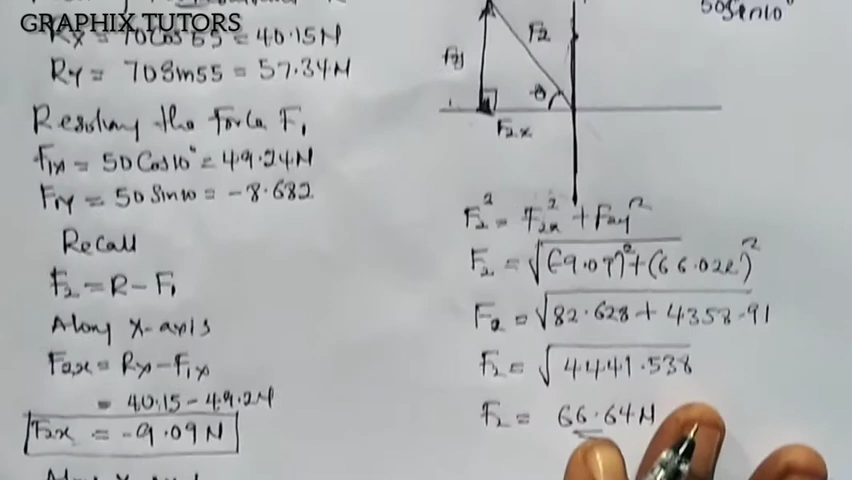 GRAPHIX TUTORS
Rx = 70Cos55 = 40.15N
Ry = 70Sin55 = 57.34N
Resolving the Force F₁
F₁x = 50Cos10° = 49.24N
F₁y = 50Sin10 = -8.682
Recall
F₂ = R - F₁
Along x-axis
F₂x = Rx - F₁x
= 40.15 - 49.24
F₂x = -9.09N
50Sin10°
F₂
F₂y
θ
F₂x
F₂² = F₂x² + F₂y²
F₂ = √(-9.09)² + (66.022)²
F₂ = √82.628 + 4358.91
F₂ = √4441.538
F₂ = 66.64N